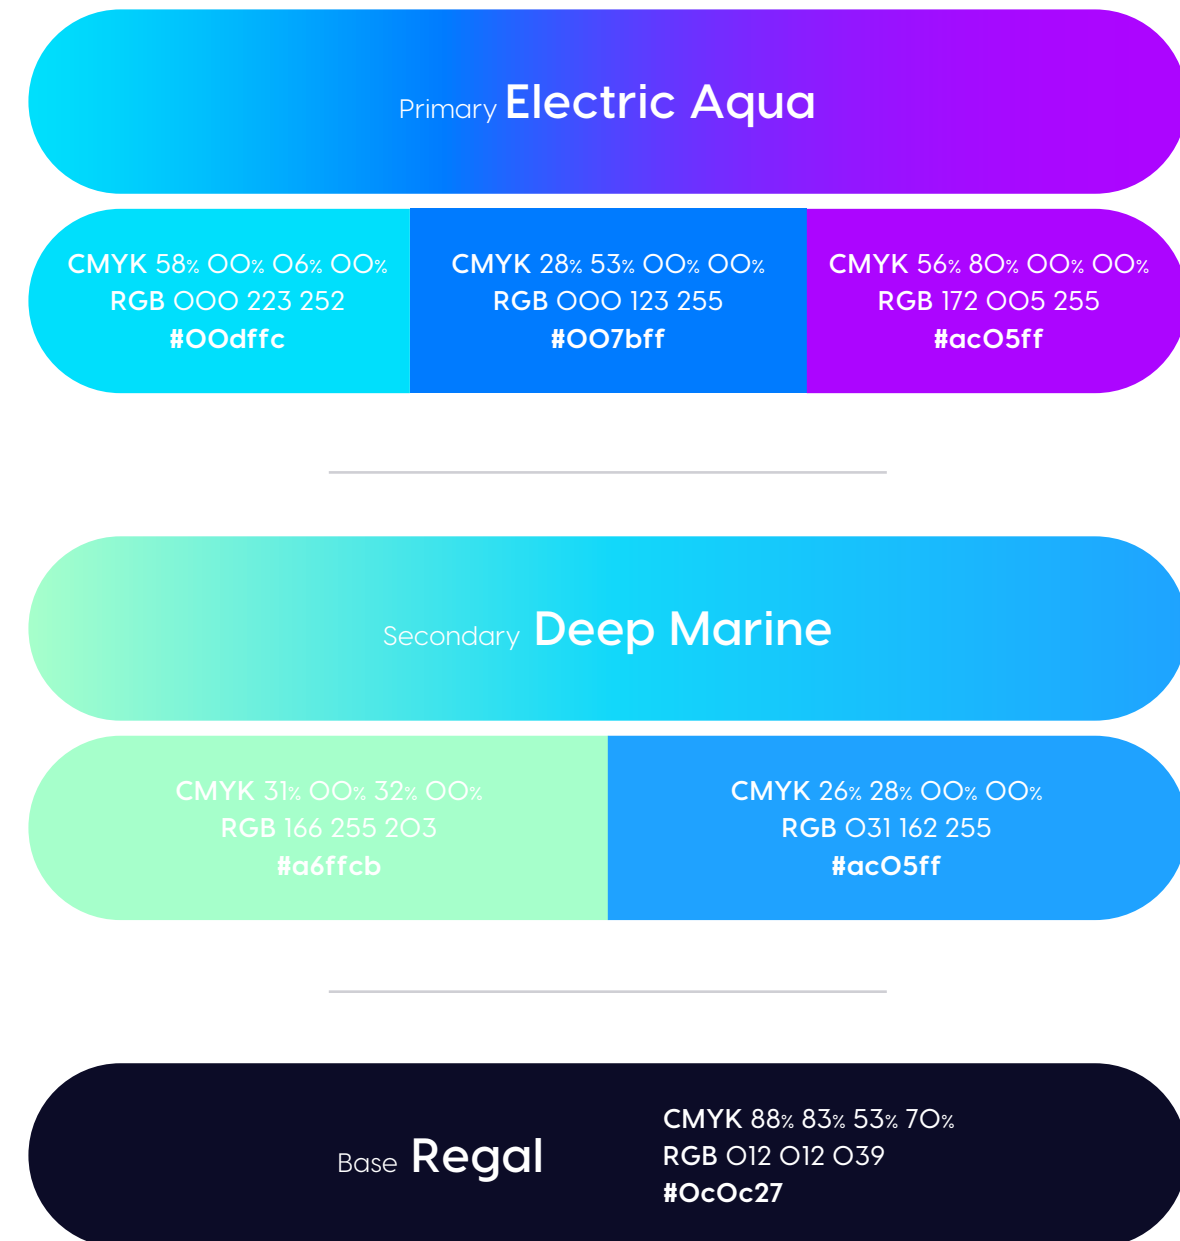 Primary Electric Aqua
CMYK 58% 00% 06% 00%
RGB 000 223 252
#00dffc
CMYK 28% 53% 00% 00%
RGB 000 123 255
#007bff
CMYK 56% 80% 00% 00%
RGB 172 005 255
#ac05ff
Secondary Deep Marine
CMYK 31% 00% 32% 00%
RGB 166 255 203
#a6ffcb
CMYK 26% 28% 00% 00%
RGB 031 162 255
#ac05ff
Base Regal
CMYK 88% 83% 53% 70%
RGB 012 012 039
#0c0c27